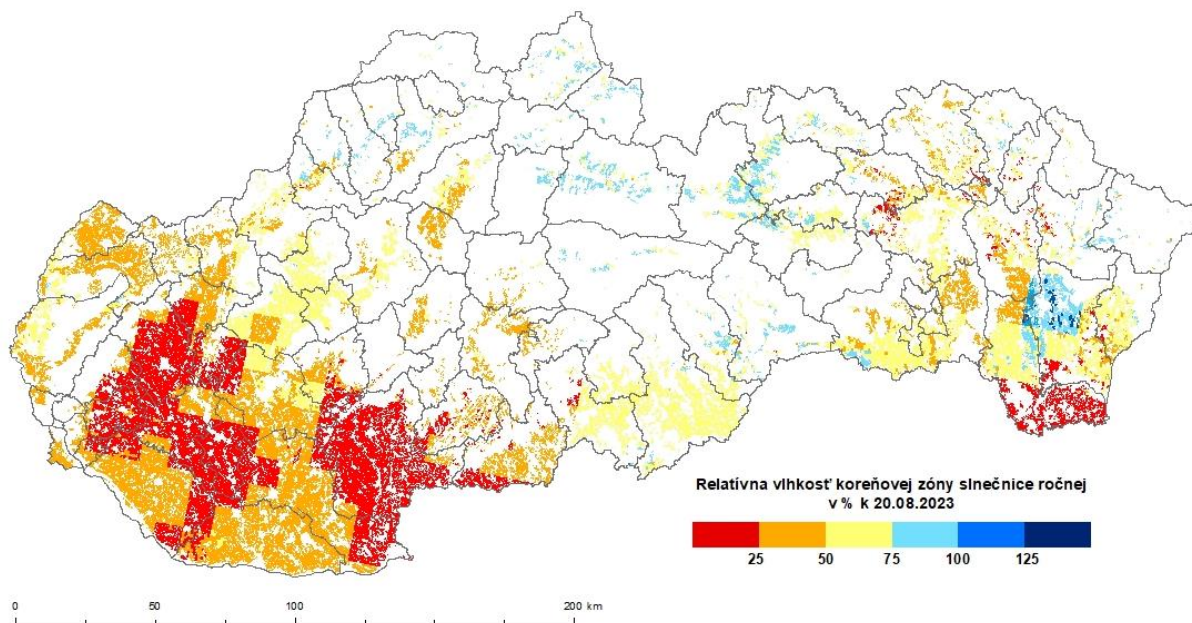 Relatívna vlhkosť koreňovej zóny slnečnice ročnej
v % k 20.08.2023
25 50 75 100 125
0 50 100 200 km